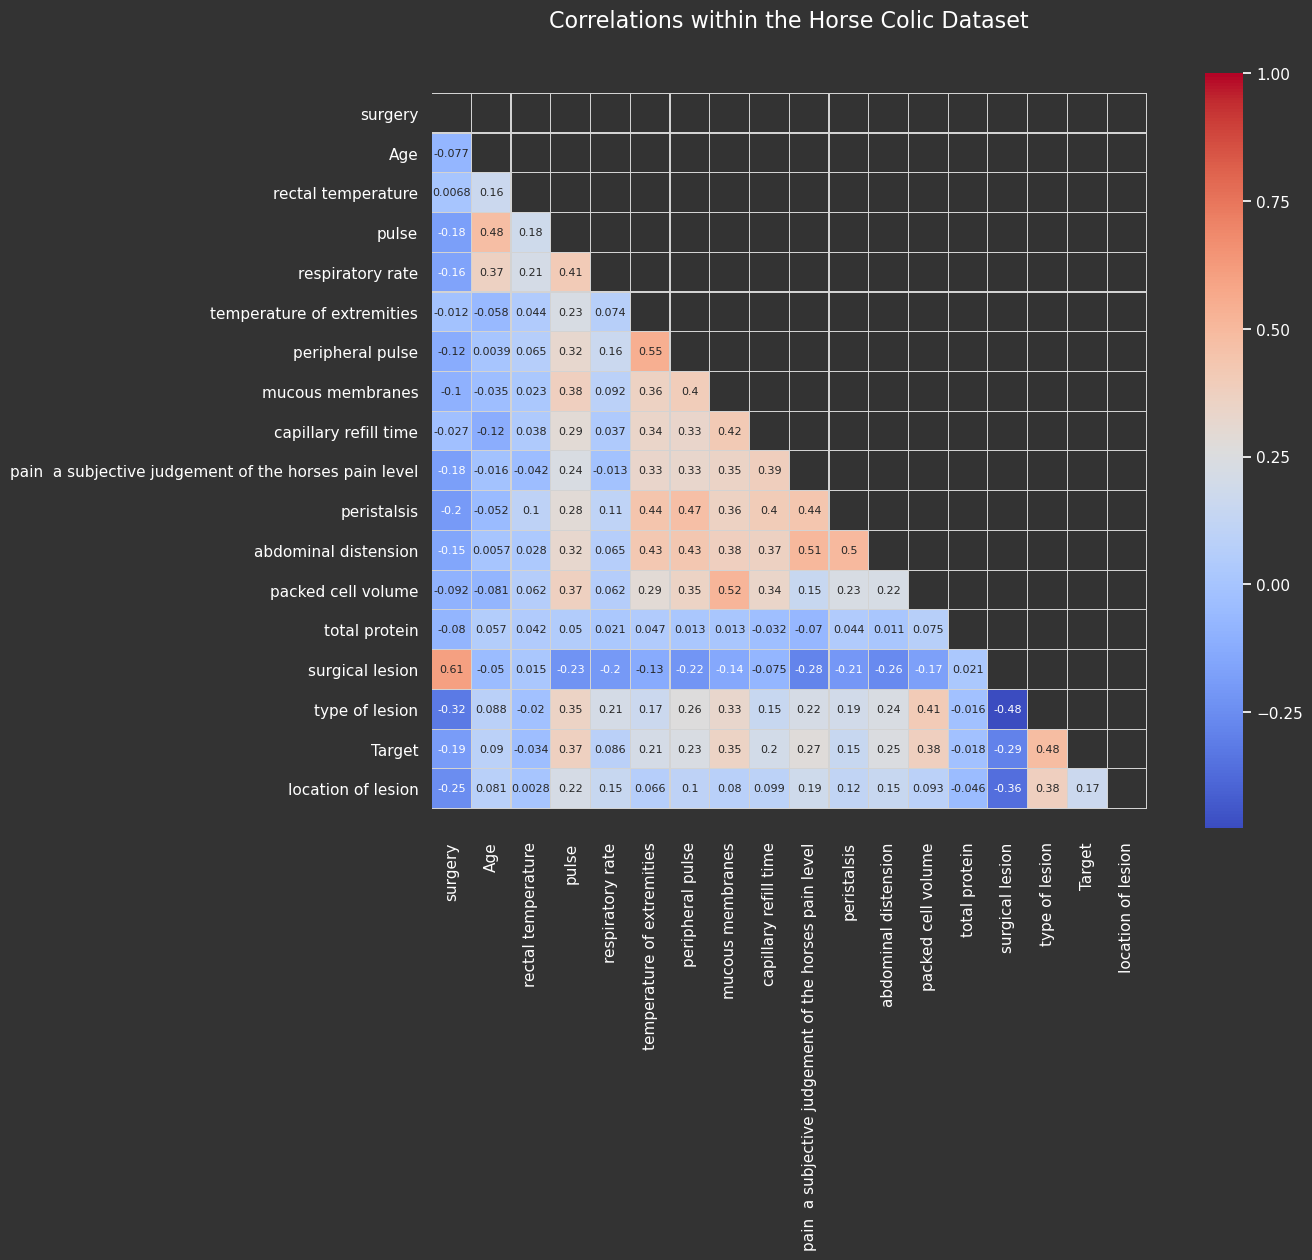 Correlations within the Horse Colic Dataset
surgery
Age -0.077
rectal temperature 0.0068 0.16
pulse -0.18 0.48 0.18
respiratory rate -0.16 0.37 0.21 0.41
temperature of extremities -0.012 -0.058 0.044 0.23 0.074
peripheral pulse -0.12 0.0039 0.065 0.32 0.16 0.55
mucous membranes -0.1 -0.035 0.023 0.38 0.092 0.36 0.4
capillary refill time -0.027 -0.12 0.038 0.29 0.037 0.34 0.33 0.42
pain  a subjective judgement of the horses pain level -0.18 -0.016 -0.042 0.24 -0.013 0.33 0.33 0.35 0.39
peristalsis -0.2 -0.052 0.1 0.28 0.11 0.44 0.47 0.36 0.4 0.44
abdominal distension -0.15 0.0057 0.028 0.32 0.065 0.43 0.43 0.38 0.37 0.51 0.5
packed cell volume -0.092 -0.081 0.062 0.37 0.062 0.29 0.35 0.52 0.34 0.15 0.23 0.22
total protein -0.08 0.057 0.042 0.05 0.021 0.047 0.013 0.013 -0.032 -0.07 0.044 0.011 0.075
surgical lesion 0.61 -0.05 0.015 -0.23 -0.2 -0.13 -0.22 -0.14 -0.075 -0.28 -0.21 -0.26 -0.17 0.021
type of lesion -0.32 0.088 -0.02 0.35 0.21 0.17 0.26 0.33 0.15 0.22 0.19 0.24 0.41 -0.016 -0.48
Target -0.19 0.09 -0.034 0.37 0.086 0.21 0.23 0.35 0.2 0.27 0.15 0.25 0.38 -0.018 -0.29 0.48
location of lesion -0.25 0.081 0.0028 0.22 0.15 0.066 0.1 0.08 0.099 0.19 0.12 0.15 0.093 -0.046 -0.36 0.38 0.17
surgery
Age
rectal temperature
pulse
respiratory rate
temperature of extremities
peripheral pulse
mucous membranes
capillary refill time
pain  a subjective judgement of the horses pain level
peristalsis
abdominal distension
packed cell volume
total protein
surgical lesion
type of lesion
Target
location of lesion
1.00
0.75
0.50
0.25
0.00
−0.25